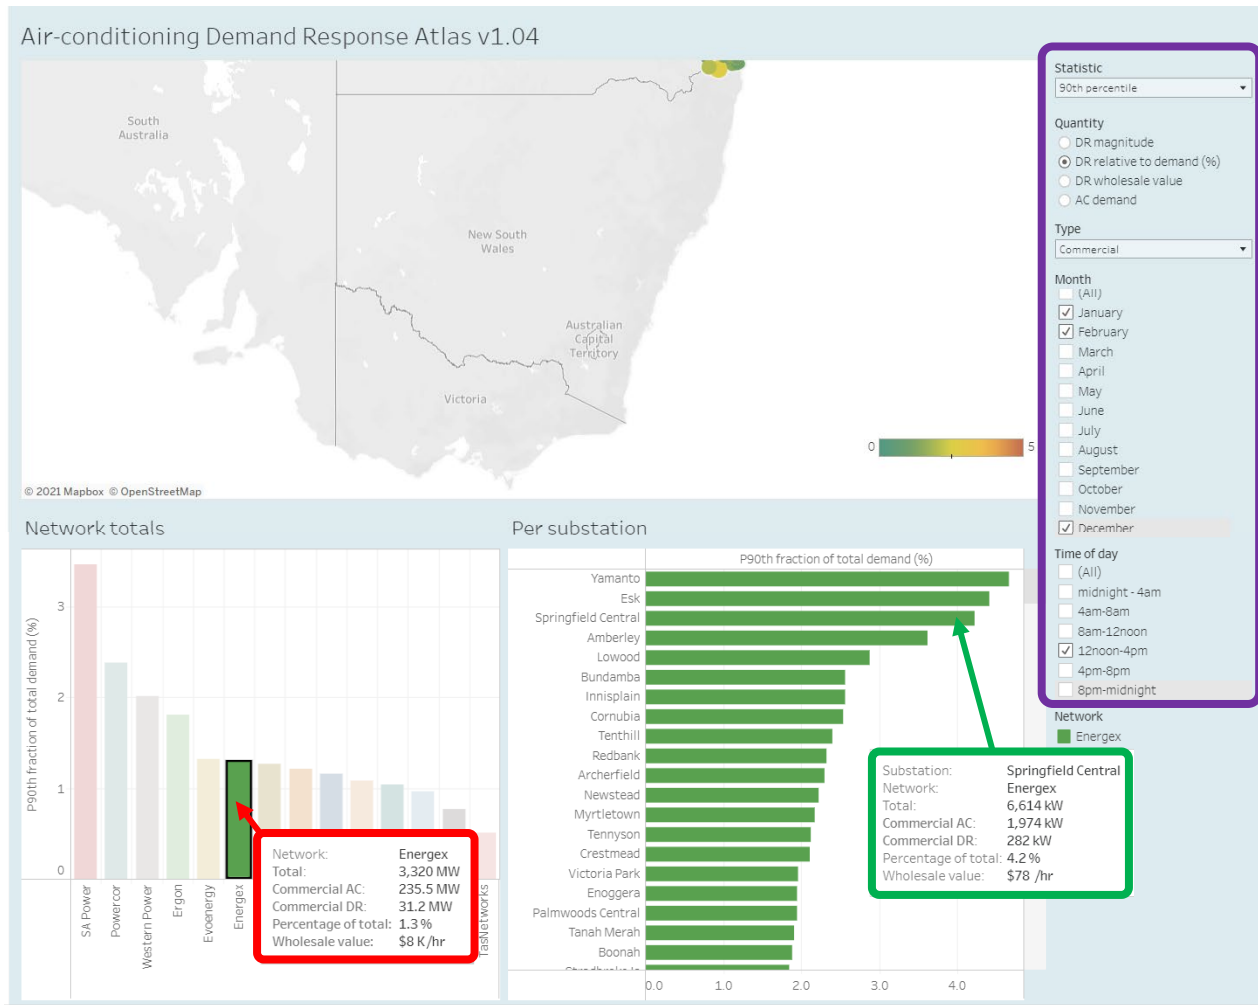 Air-conditioning Demand Response Atlas v1.04
South
Australia
New South
Wales
Australian
Capital
Territory
Victoria
0
5
© 2021 Mapbox © OpenStreetMap
Statistic
90th percentile
Quantity
DR magnitude
DR relative to demand (%)
DR wholesale value
AC demand
Type
Commercial
Month
(All)
January
February
March
April
May
June
July
August
September
October
November
December
Time of day
(All)
midnight - 4am
4am-8am
8am-12noon
12noon-4pm
4pm-8pm
8pm-midnight
Network
Energex
Network totals
P90th fraction of total demand (%)
3
2
1
0
SA Power
Powercor
Western Power
Ergon
Evoenergy
Energex
TasNetworks
Network: Energex
Total: 3,320 MW
Commercial AC: 235.5 MW
Commercial DR: 31.2 MW
Percentage of total: 1.3 %
Wholesale value: $8 K /hr
Per substation
P90th fraction of total demand (%)
Yamanto
Esk
Springfield Central
Amberley
Lowood
Bundamba
Innisplain
Cornubia
Tenthill
Redbank
Archerfield
Newstead
Myrtletown
Tennyson
Crestmead
Victoria Park
Enoggera
Palmwoods Central
Tanah Merah
Boonah
0.0 1.0 2.0 3.0 4.0
Substation: Springfield Central
Network: Energex
Total: 6,614 kW
Commercial AC: 1,974 kW
Commercial DR: 282 kW
Percentage of total: 4.2 %
Wholesale value: $78 /hr